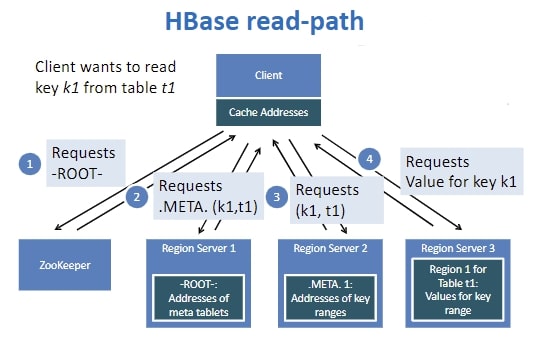 HBase read-path
Client wants to read
key k1 from table t1
Client
Cache Addresses
1
Requests
-ROOT-
2
Requests
.META. (k1,t1)
3
Requests
(k1, t1)
4
Requests
Value for key k1
ZooKeeper
Region Server 1
-ROOT-:
Addresses of
meta tablets
Region Server 2
.META. 1:
Addresses of key
ranges
Region Server 3
Region 1 for
Table t1:
Values for key
range